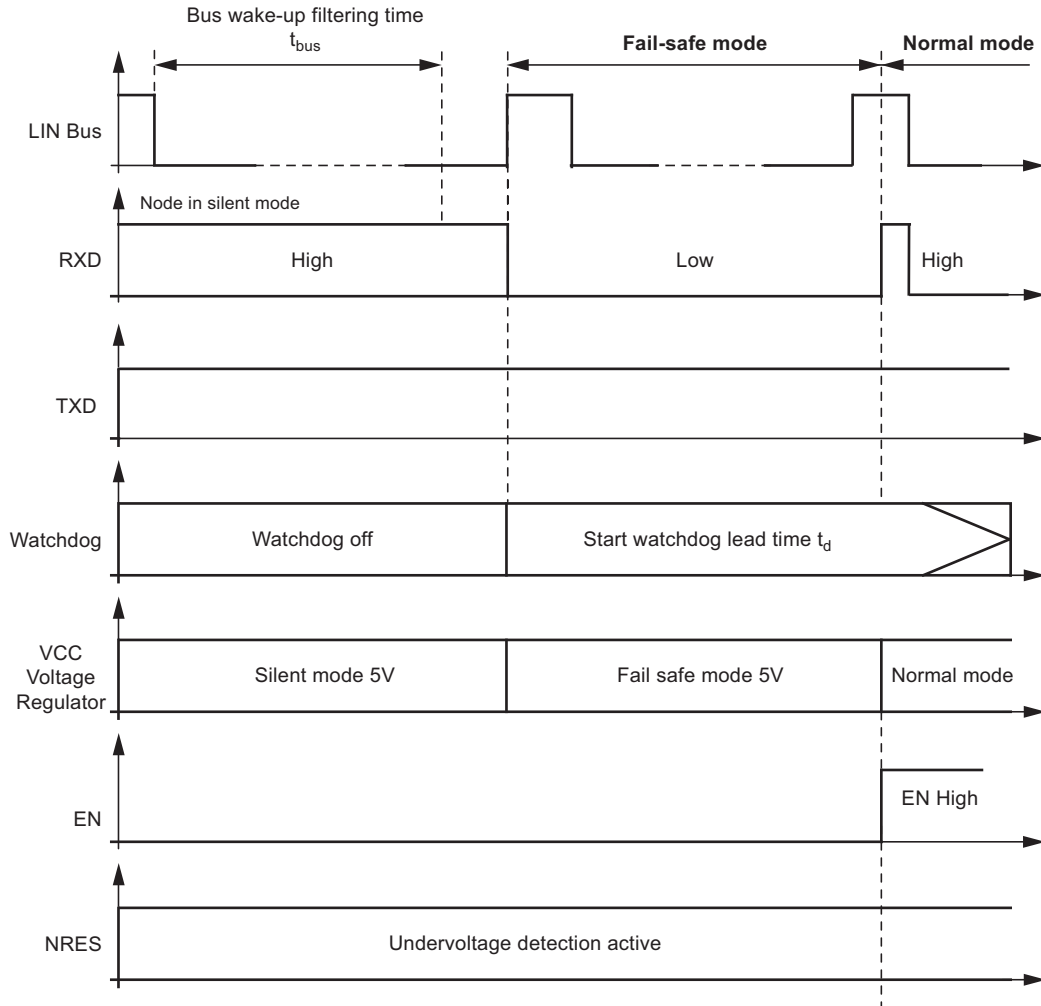 Bus wake-up filtering time
t_bus
Fail-safe mode
Normal mode
LIN Bus
Node in silent mode
RXD
High
Low
High
TXD
Watchdog
Watchdog off
Start watchdog lead time t_d
VCC
Voltage
Regulator
Silent mode 5V
Fail safe mode 5V
Normal mode
EN
EN High
NRES
Undervoltage detection active